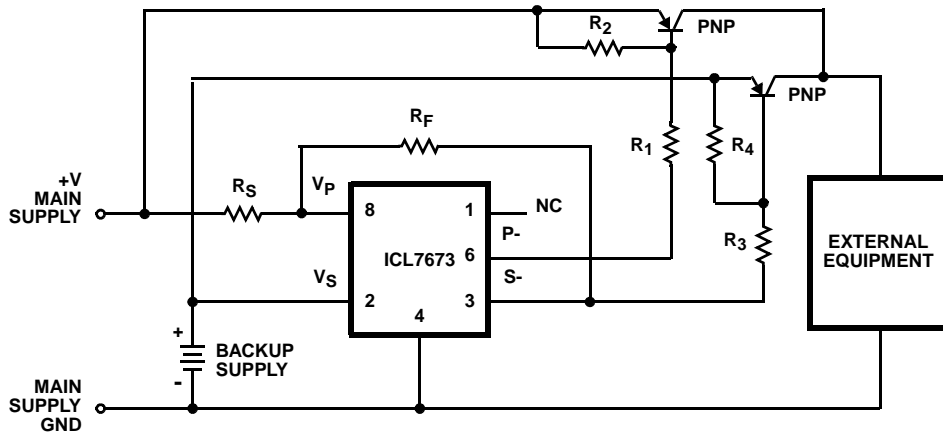 R2
PNP
PNP
RF
R1
R4
+V
MAIN
SUPPLY
RS
VP
8
1
NC
P-
R3
EXTERNAL
EQUIPMENT
ICL7673
6
VS
S-
2
3
4
+
BACKUP
SUPPLY
-
MAIN
SUPPLY
GND